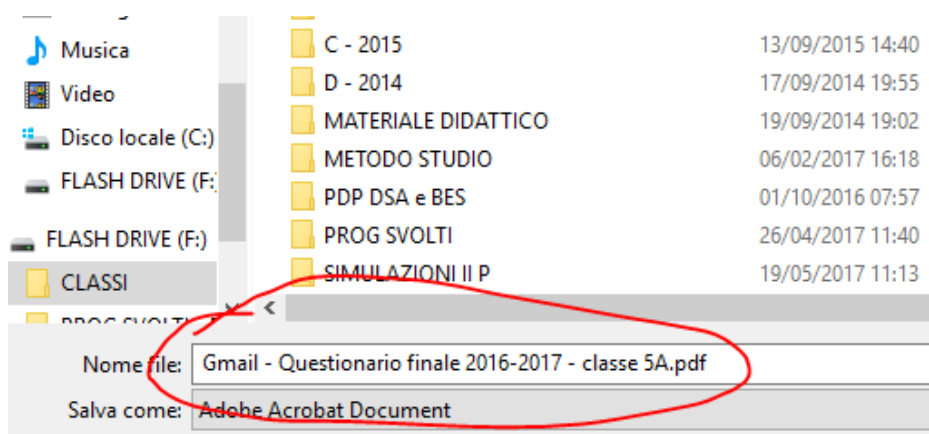 Musica
Video
Disco locale (C:)
FLASH DRIVE (F:
FLASH DRIVE (F:)
CLASSI
C - 2015 13/09/2015 14:40
D - 2014 17/09/2014 19:55
MATERIALE DIDATTICO 19/09/2014 19:02
METODO STUDIO 06/02/2017 16:18
PDP DSA e BES 01/10/2016 07:57
PROG SVOLTI 26/04/2017 11:40
SIMULAZIONI II P 19/05/2017 11:13
Nome file: Gmail - Questionario finale 2016-2017 - classe 5A.pdf
Salva come: Adobe Acrobat Document